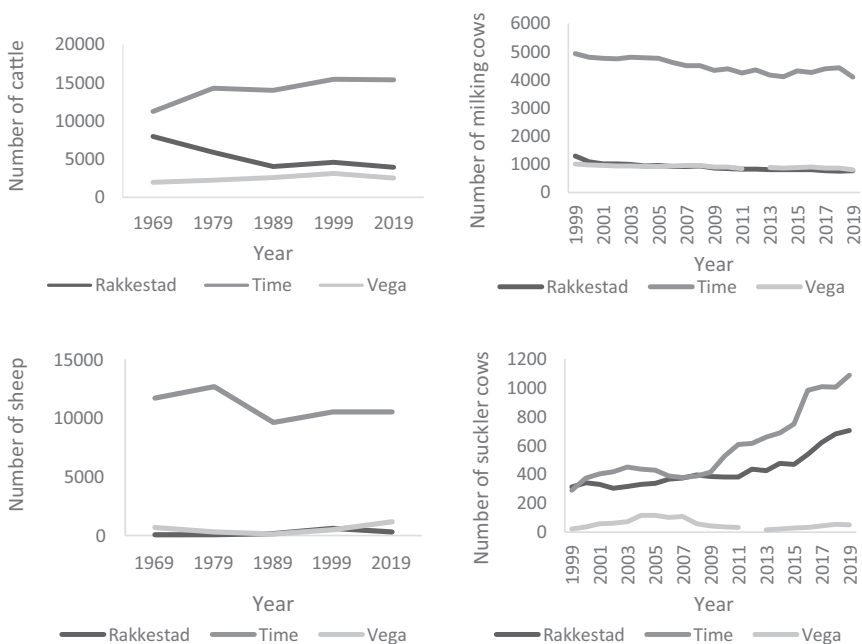 Number of cattle
20000
15000
10000
5000
0
1969 1979 1989 1999 2019
Year
Rakkestad Time Vega
Number of milking cows
6000
5000
4000
3000
2000
1000
0
1999 2001 2003 2005 2007 2009 2011 2013 2015 2017 2019
Year
Rakkestad Time Vega
Number of sheep
15000
10000
5000
0
1969 1979 1989 1999 2019
Year
Rakkestad Time Vega
Number of suckler cows
1200
1000
800
600
400
200
0
1999 2001 2003 2005 2007 2009 2011 2013 2015 2017 2019
Year
Rakkestad Time Vega